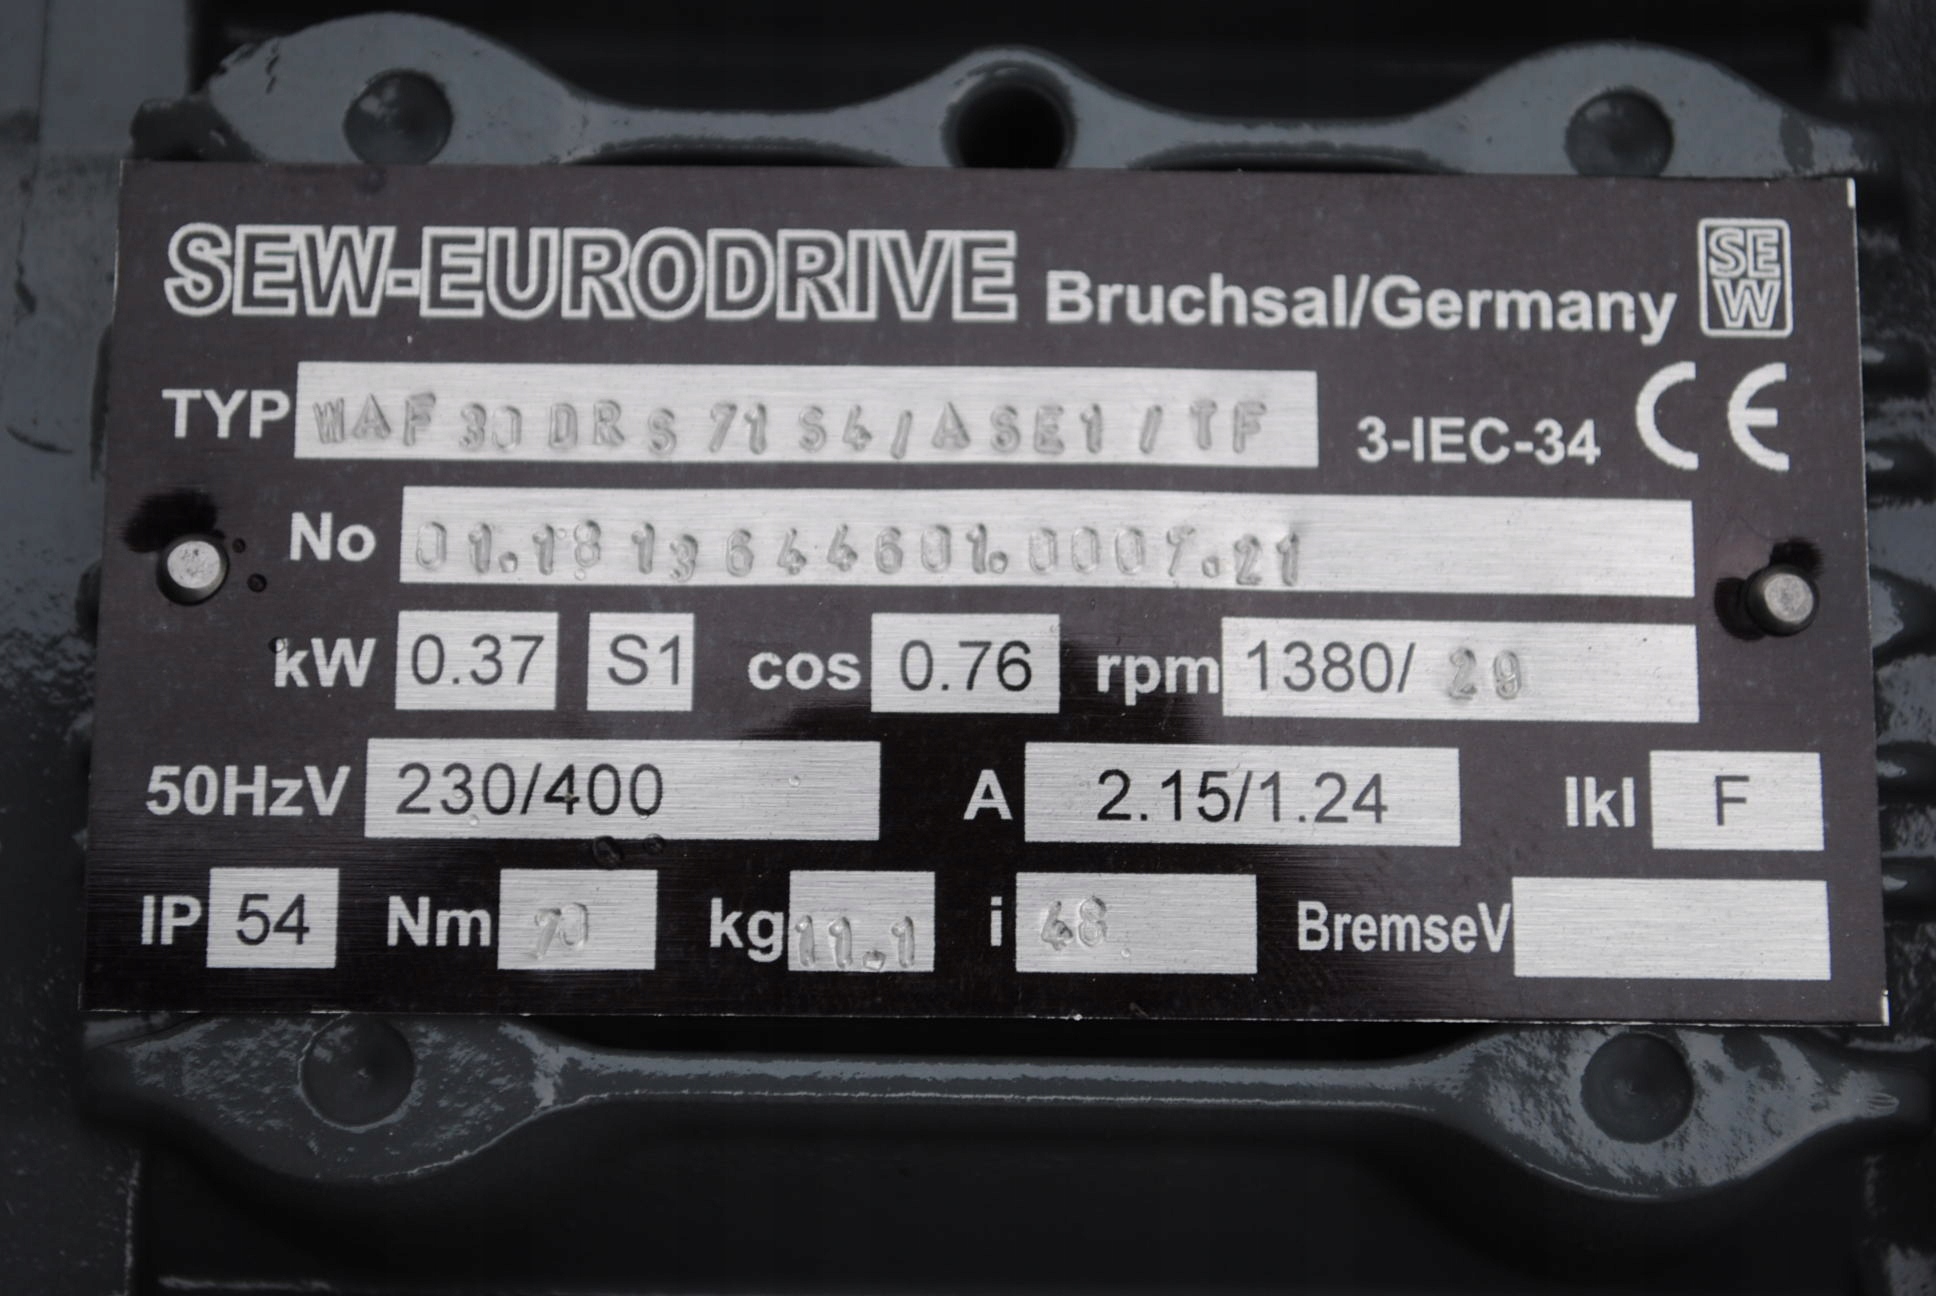 SEW-EURODRIVE Bruchsal/Germany SEW
TYP WAF 30 DRS 71 S4 / ASE1 / TF 3-IEC-34 CE
No 01.1813644601.0007.21
kW 0.37 S1 cos 0.76 rpm 1380/ 29
50HzV 230/400 A 2.15/1.24 Ikl F
IP 54 Nm 70 kg 11.1 i 48 BremseV